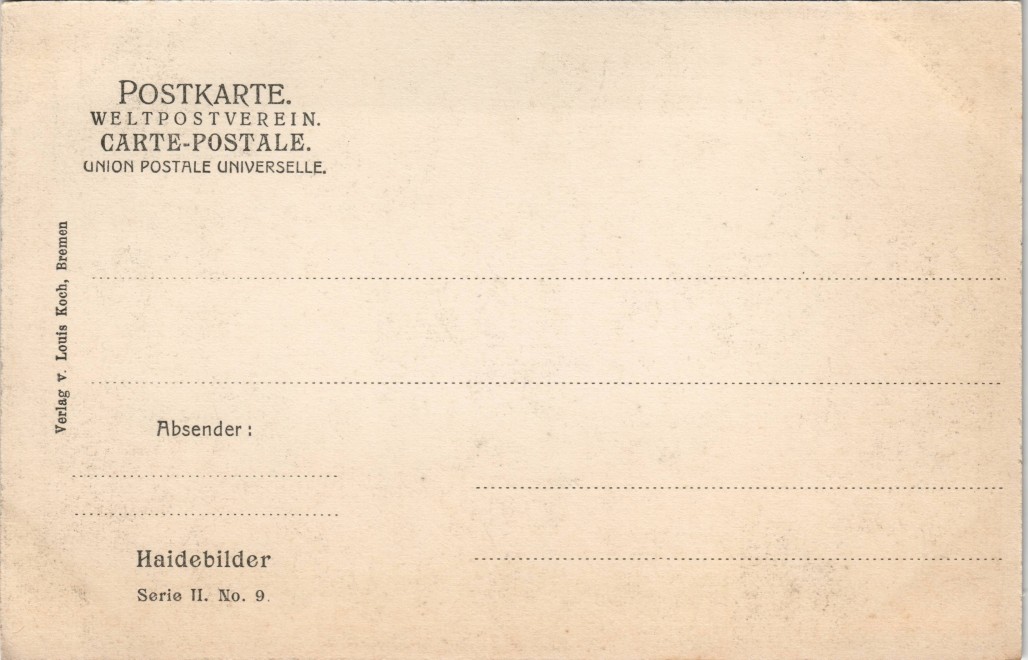 POSTKARTE.
WELTPOSTVEREIN.
CARTE-POSTALE.
UNION POSTALE UNIVERSELLE.
Verlag v. Louis Koch, Bremen
Absender:
Haidebilder
Serie II. No. 9.